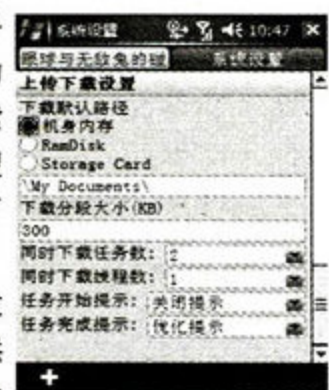 系统设置 10:47
眼球与无敌兔的碰 系统设置
上传下载设置
下载默认路径
机身内存
RamDisk
Storage Card
\My Documents\
下载分段大小(KB)
300
同时下载任务数: 2
同时下载线程数: 1
任务开始提示: 关闭提示
任务完成提示: 优化提示